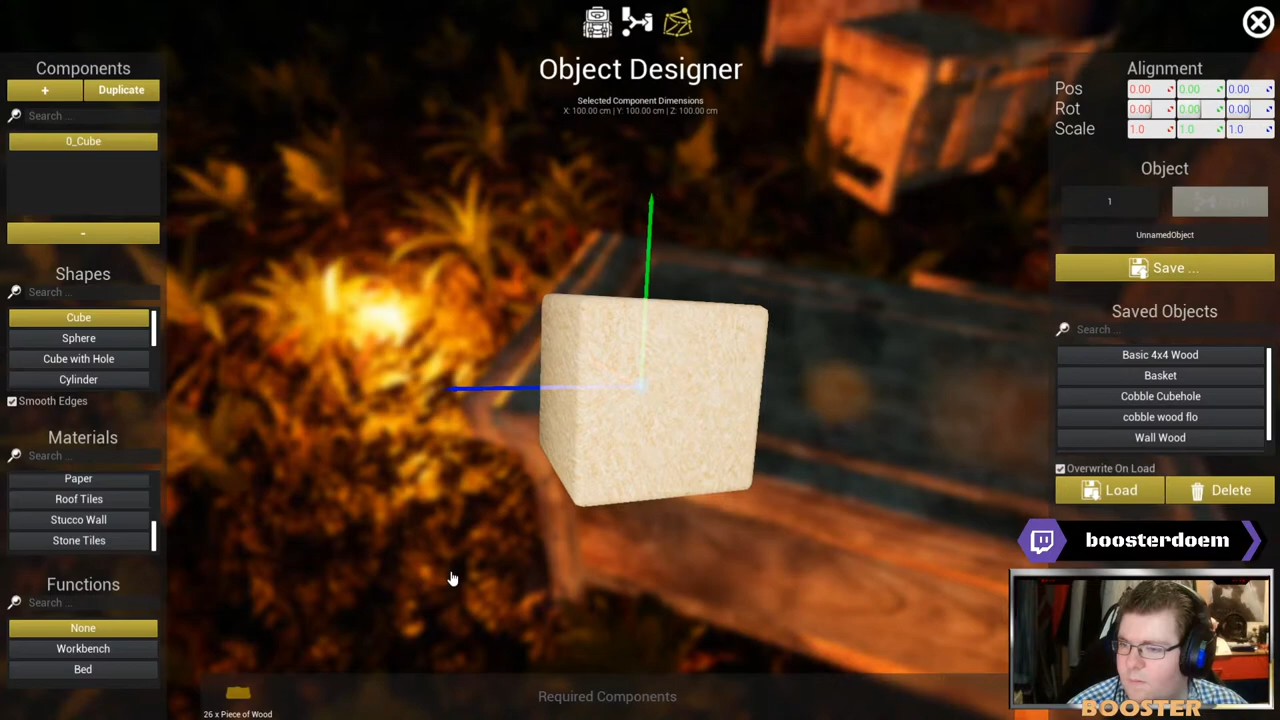 Object Designer
Selected Component Dimensions
X: 100.00 cm | Y: 100.00 cm | Z: 100.00 cm
Components
+
Duplicate
Search ...
0_Cube
-
Shapes
Search ...
Cube
Sphere
Cube with Hole
Cylinder
Smooth Edges
Materials
Search ...
Paper
Roof Tiles
Stucco Wall
Stone Tiles
Functions
Search ...
None
Workbench
Bed
26 x Piece of Wood
Required Components
Alignment
Pos 0.00 0.00 0.00
Rot 0.00 0.00 0.00
Scale 1.0 1.0 1.0
Object
1
UnnamedObject
Save ...
Saved Objects
Search ...
Basic 4x4 Wood
Basket
Cobble Cubehole
cobble wood flo
Wall Wood
Overwrite On Load
Load
Delete
boosterdoem
BOOSTER